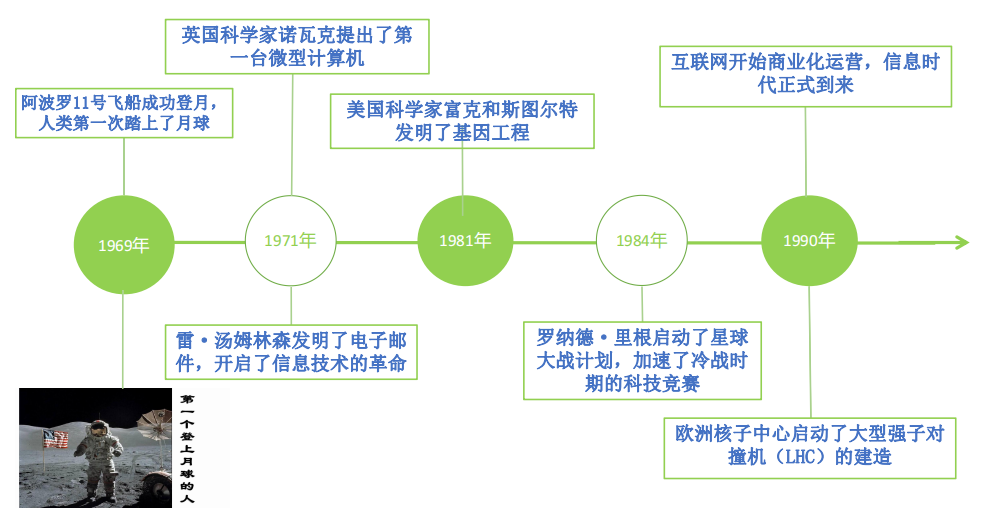 英国科学家诺瓦克提出了第
一台微型计算机
阿波罗11号飞船成功登月，
人类第一次踏上了月球
美国科学家富克和斯图尔特
发明了基因工程
互联网开始商业化运营，信息时
代正式到来
1969年
1971年
1981年
1984年
1990年
雷·汤姆林森发明了电子邮
件，开启了信息技术的革命
罗纳德·里根启动了星球
大战计划，加速了冷战时
期的科技竞赛
欧洲核子中心启动了大型强子对
撞机（LHC）的建造
第一个登上月球的人